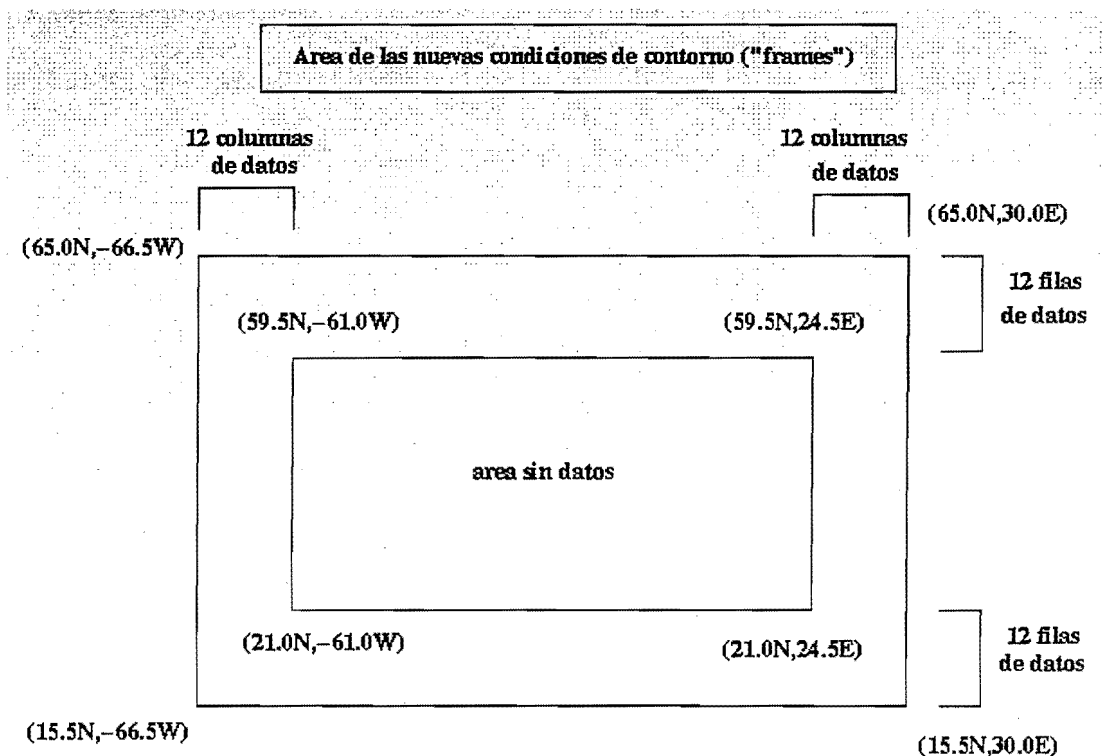 Area de las nuevas condiciones de contorno ("frames")
12 columnas
de datos
12 columnas
de datos
(65.0N,-66.5W)
(65.0N,30.0E)
12 filas
de datos
(59.5N,-61.0W)
(59.5N,24.5E)
area sin datos
(21.0N,-61.0W)
(21.0N,24.5E)
12 filas
de datos
(15.5N,-66.5W)
(15.5N,30.0E)